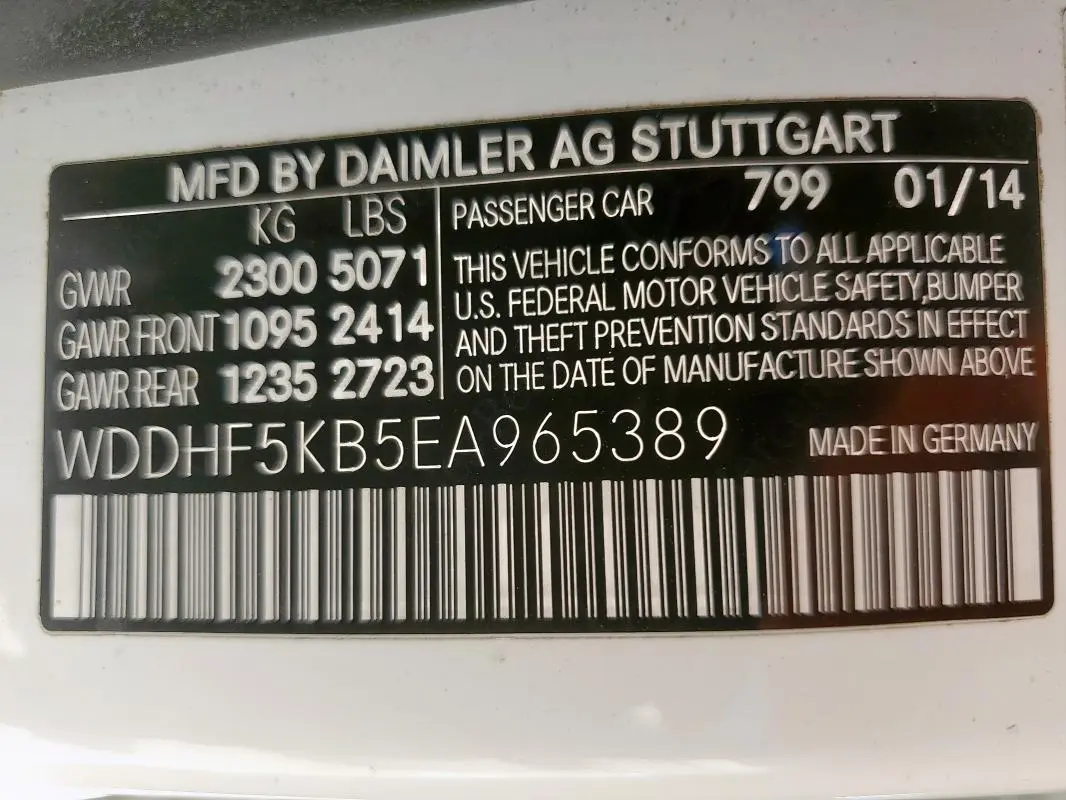 MFD BY DAIMLER AG STUTTGART
KG LBS
GVWR 2300 5071
GAWR FRONT 1095 2414
GAWR REAR 1235 2723
PASSENGER CAR 799 01/14
THIS VEHICLE CONFORMS TO ALL APPLICABLE
U.S. FEDERAL MOTOR VEHICLE SAFETY,BUMPER
AND THEFT PREVENTION STANDARDS IN EFFECT
ON THE DATE OF MANUFACTURE SHOWN ABOVE
WDDHF5KB5EA965389 MADE IN GERMANY